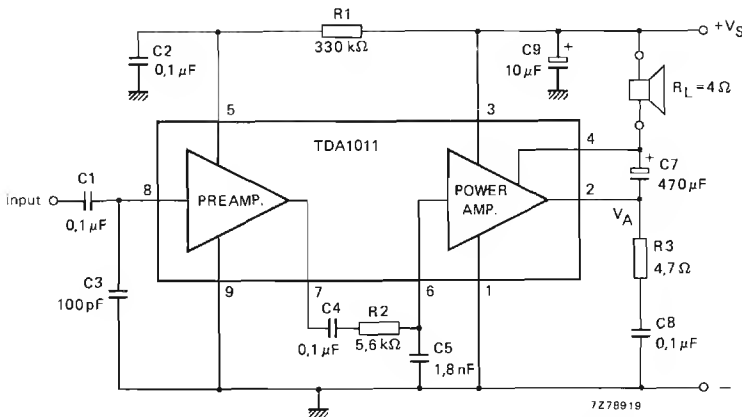 R1
330 kΩ
+VS
C2
0,1 µF
C9
+
10 µF
RL = 4 Ω
5
3
TDA1011
4
+
C7
470 µF
C1
input
8
PREAMP.
POWER
AMP.
2
0,1 µF
VA
R3
4,7 Ω
C3
100 pF
9
7
6
1
C4
R2
0,1 µF
5,6 kΩ
C5
1,8 nF
C8
0,1 µF
–
7Z78919